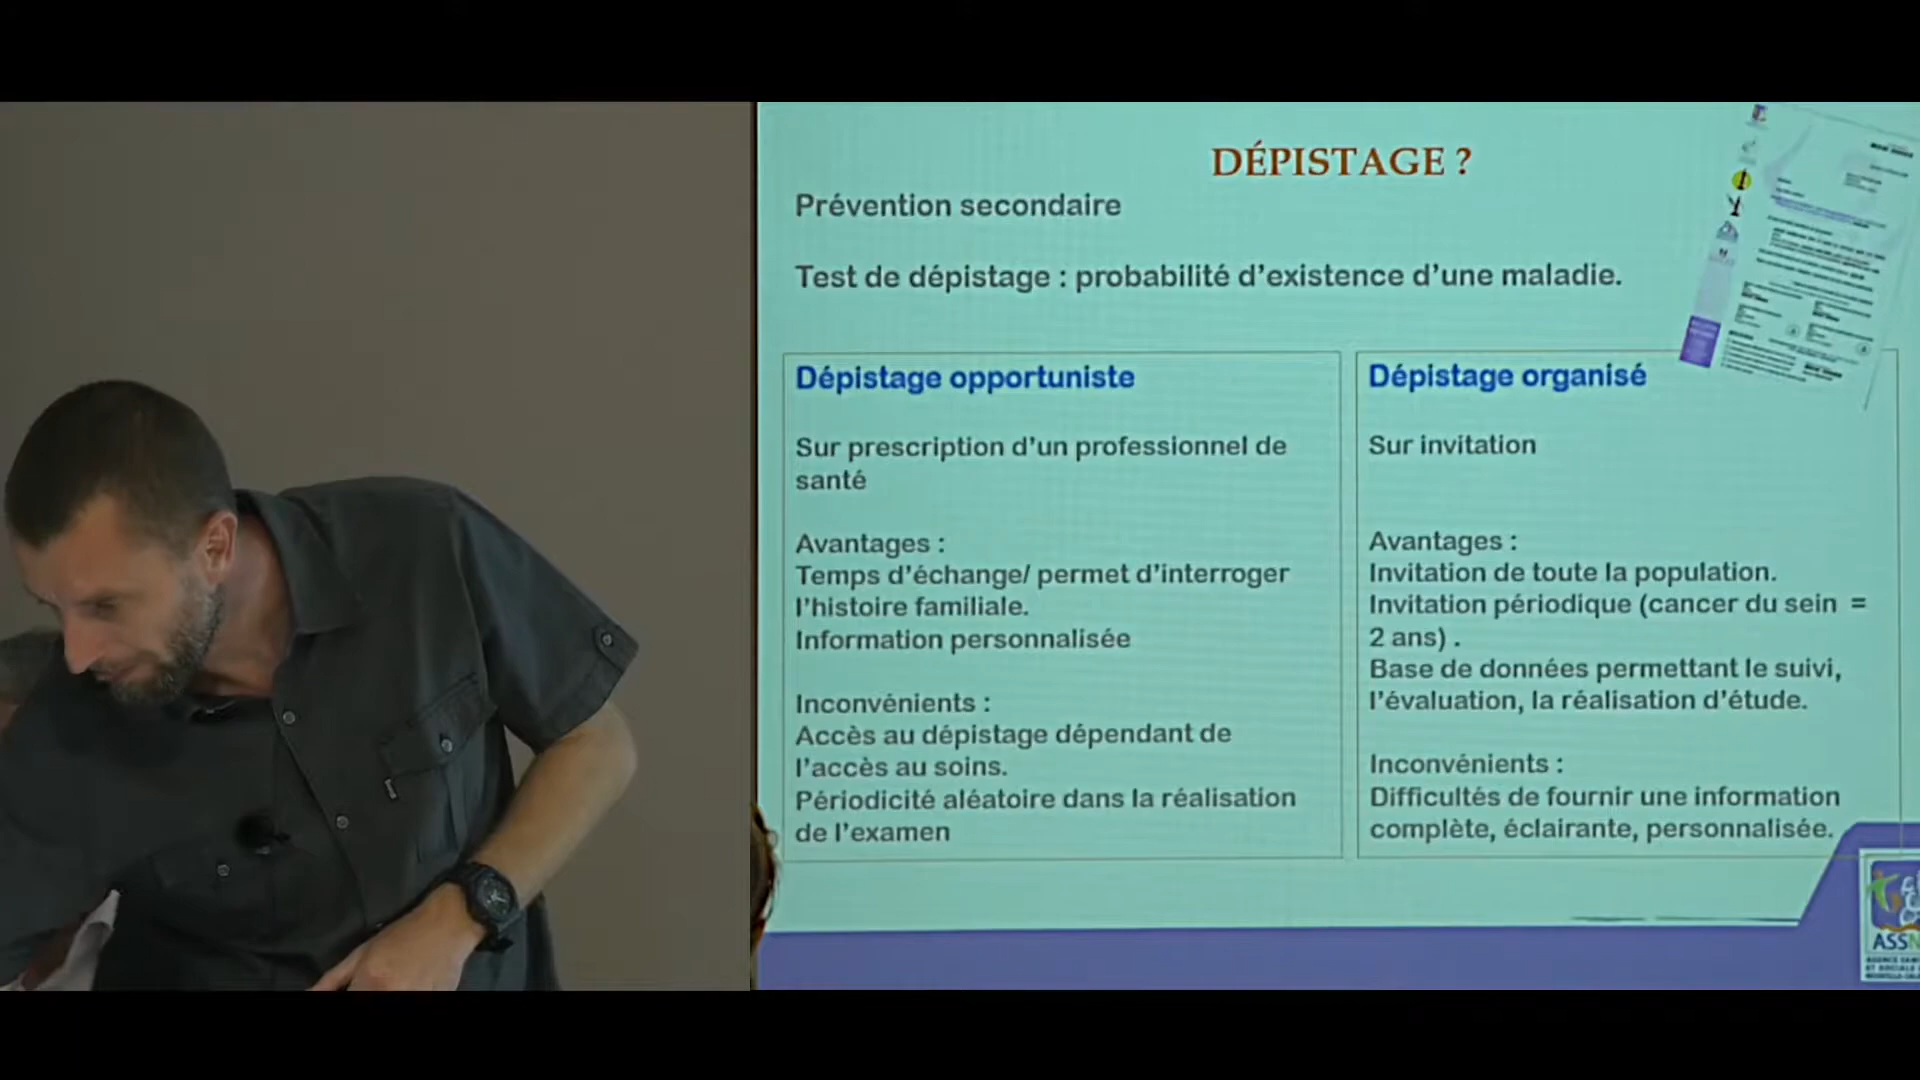 DÉPISTAGE ?
Prévention secondaire
Test de dépistage : probabilité d’existence d’une maladie.
Dépistage opportuniste
Sur prescription d’un professionnel de
santé
Avantages :
Temps d’échange/ permet d’interroger
l’histoire familiale.
Information personnalisée
Inconvénients :
Accès au dépistage dépendant de
l’accès au soins.
Périodicité aléatoire dans la réalisation
de l’examen
Dépistage organisé
Sur invitation
Avantages :
Invitation de toute la population.
Invitation périodique (cancer du sein =
2 ans) .
Base de données permettant le suivi,
l’évaluation, la réalisation d’étude.
Inconvénients :
Difficultés de fournir une information
complète, éclairante, personnalisée.
ASSN